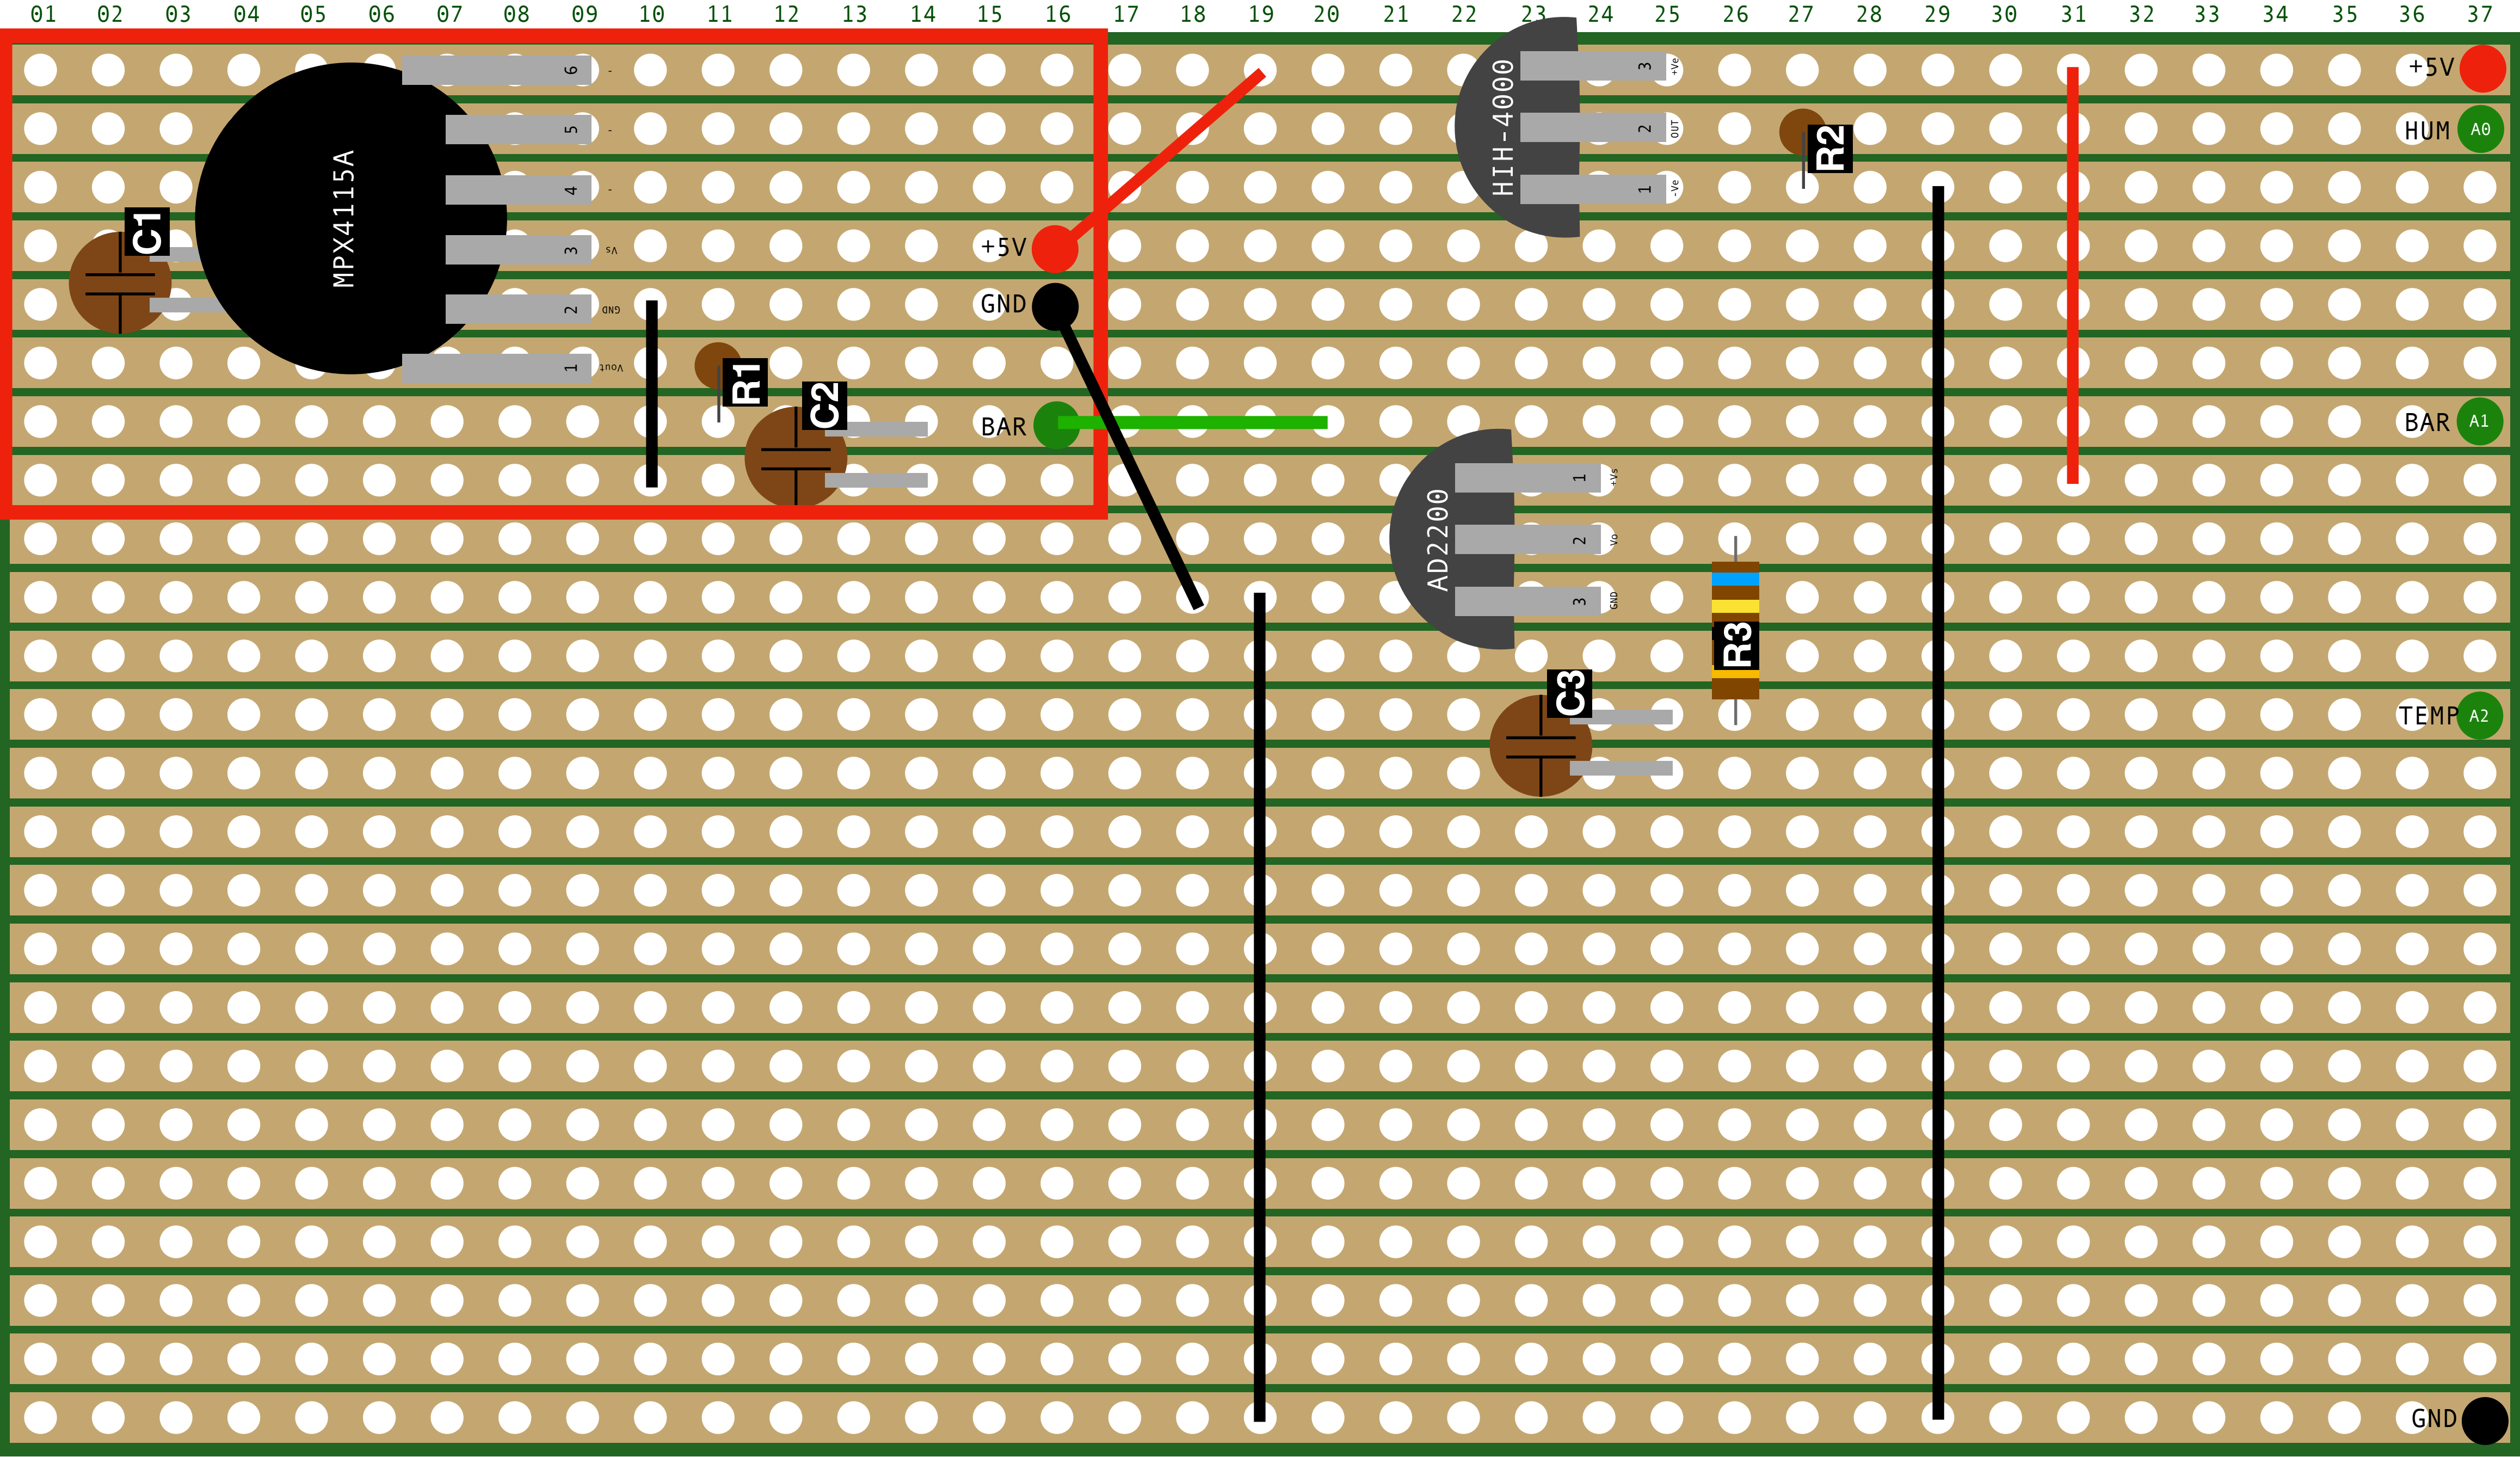 01 02 03 04 05 06 07 08 09 10 11 12 13 14 15 16 17 18 19 20 21 22 23 24 25 26 27 28 29 30 31 32 33 34 35 36 37
MPX4115A
6 -
5 -
4 -
3 Vs
2 GND
1 Vout
C1
R1
C2
+5V
GND
BAR
HIH-4000
3 +Ve
2 OUT
1 -Ve
R2
AD2200
1 +Vs
2 Vo
3 GND
R3
C3
+5V
HUM A0
BAR A1
TEMP A2
GND